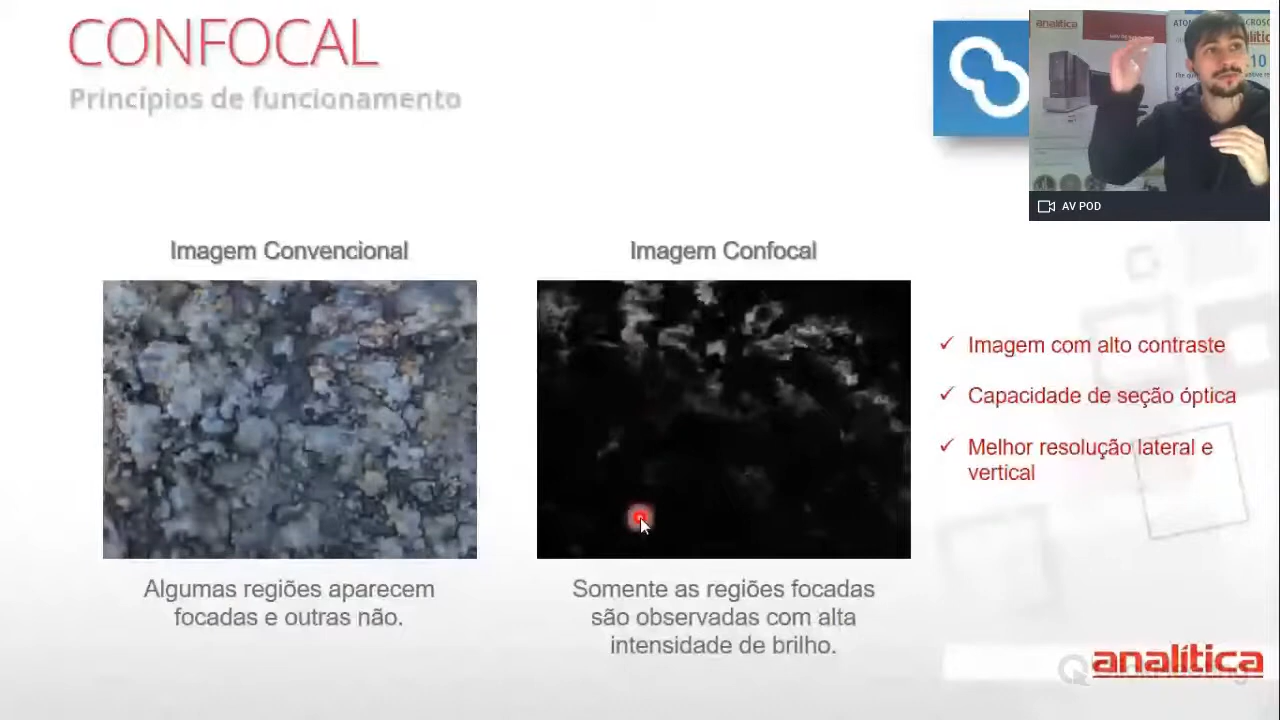 CONFOCAL
Princípios de funcionamento
analítica
AV POD
Imagem Convencional
Imagem Confocal
Algumas regiões aparecem
focadas e outras não.
Somente as regiões focadas
são observadas com alta
intensidade de brilho.
✓ Imagem com alto contraste
✓ Capacidade de seção óptica
✓ Melhor resolução lateral e
vertical
analítica